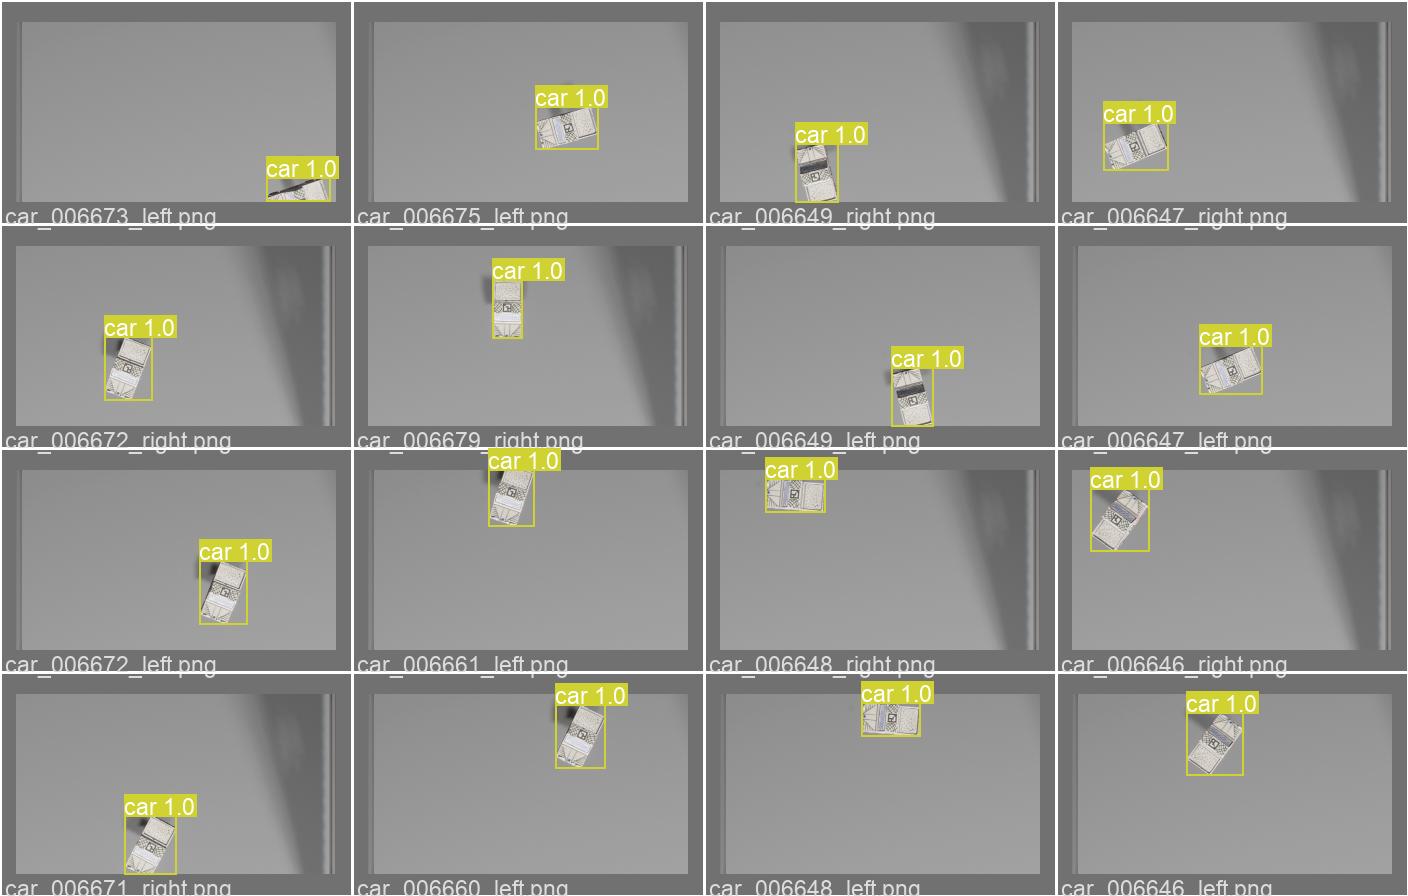 car 1.0
car_006673_left.png
car 1.0
car_006675_left.png
car 1.0
car_006649_right.png
car 1.0
car_006647_right.png
car 1.0
car_006672_right.png
car 1.0
car_006679_right.png
car 1.0
car_006649_left.png
car 1.0
car_006647_left.png
car 1.0
car_006672_left.png
car 1.0
car_006661_left.png
car 1.0
car_006648_right.png
car 1.0
car_006646_right.png
car 1.0
car_006671_right.png
car 1.0
car_006660_left.png
car 1.0
car_006648_left.png
car 1.0
car_006646_left.png